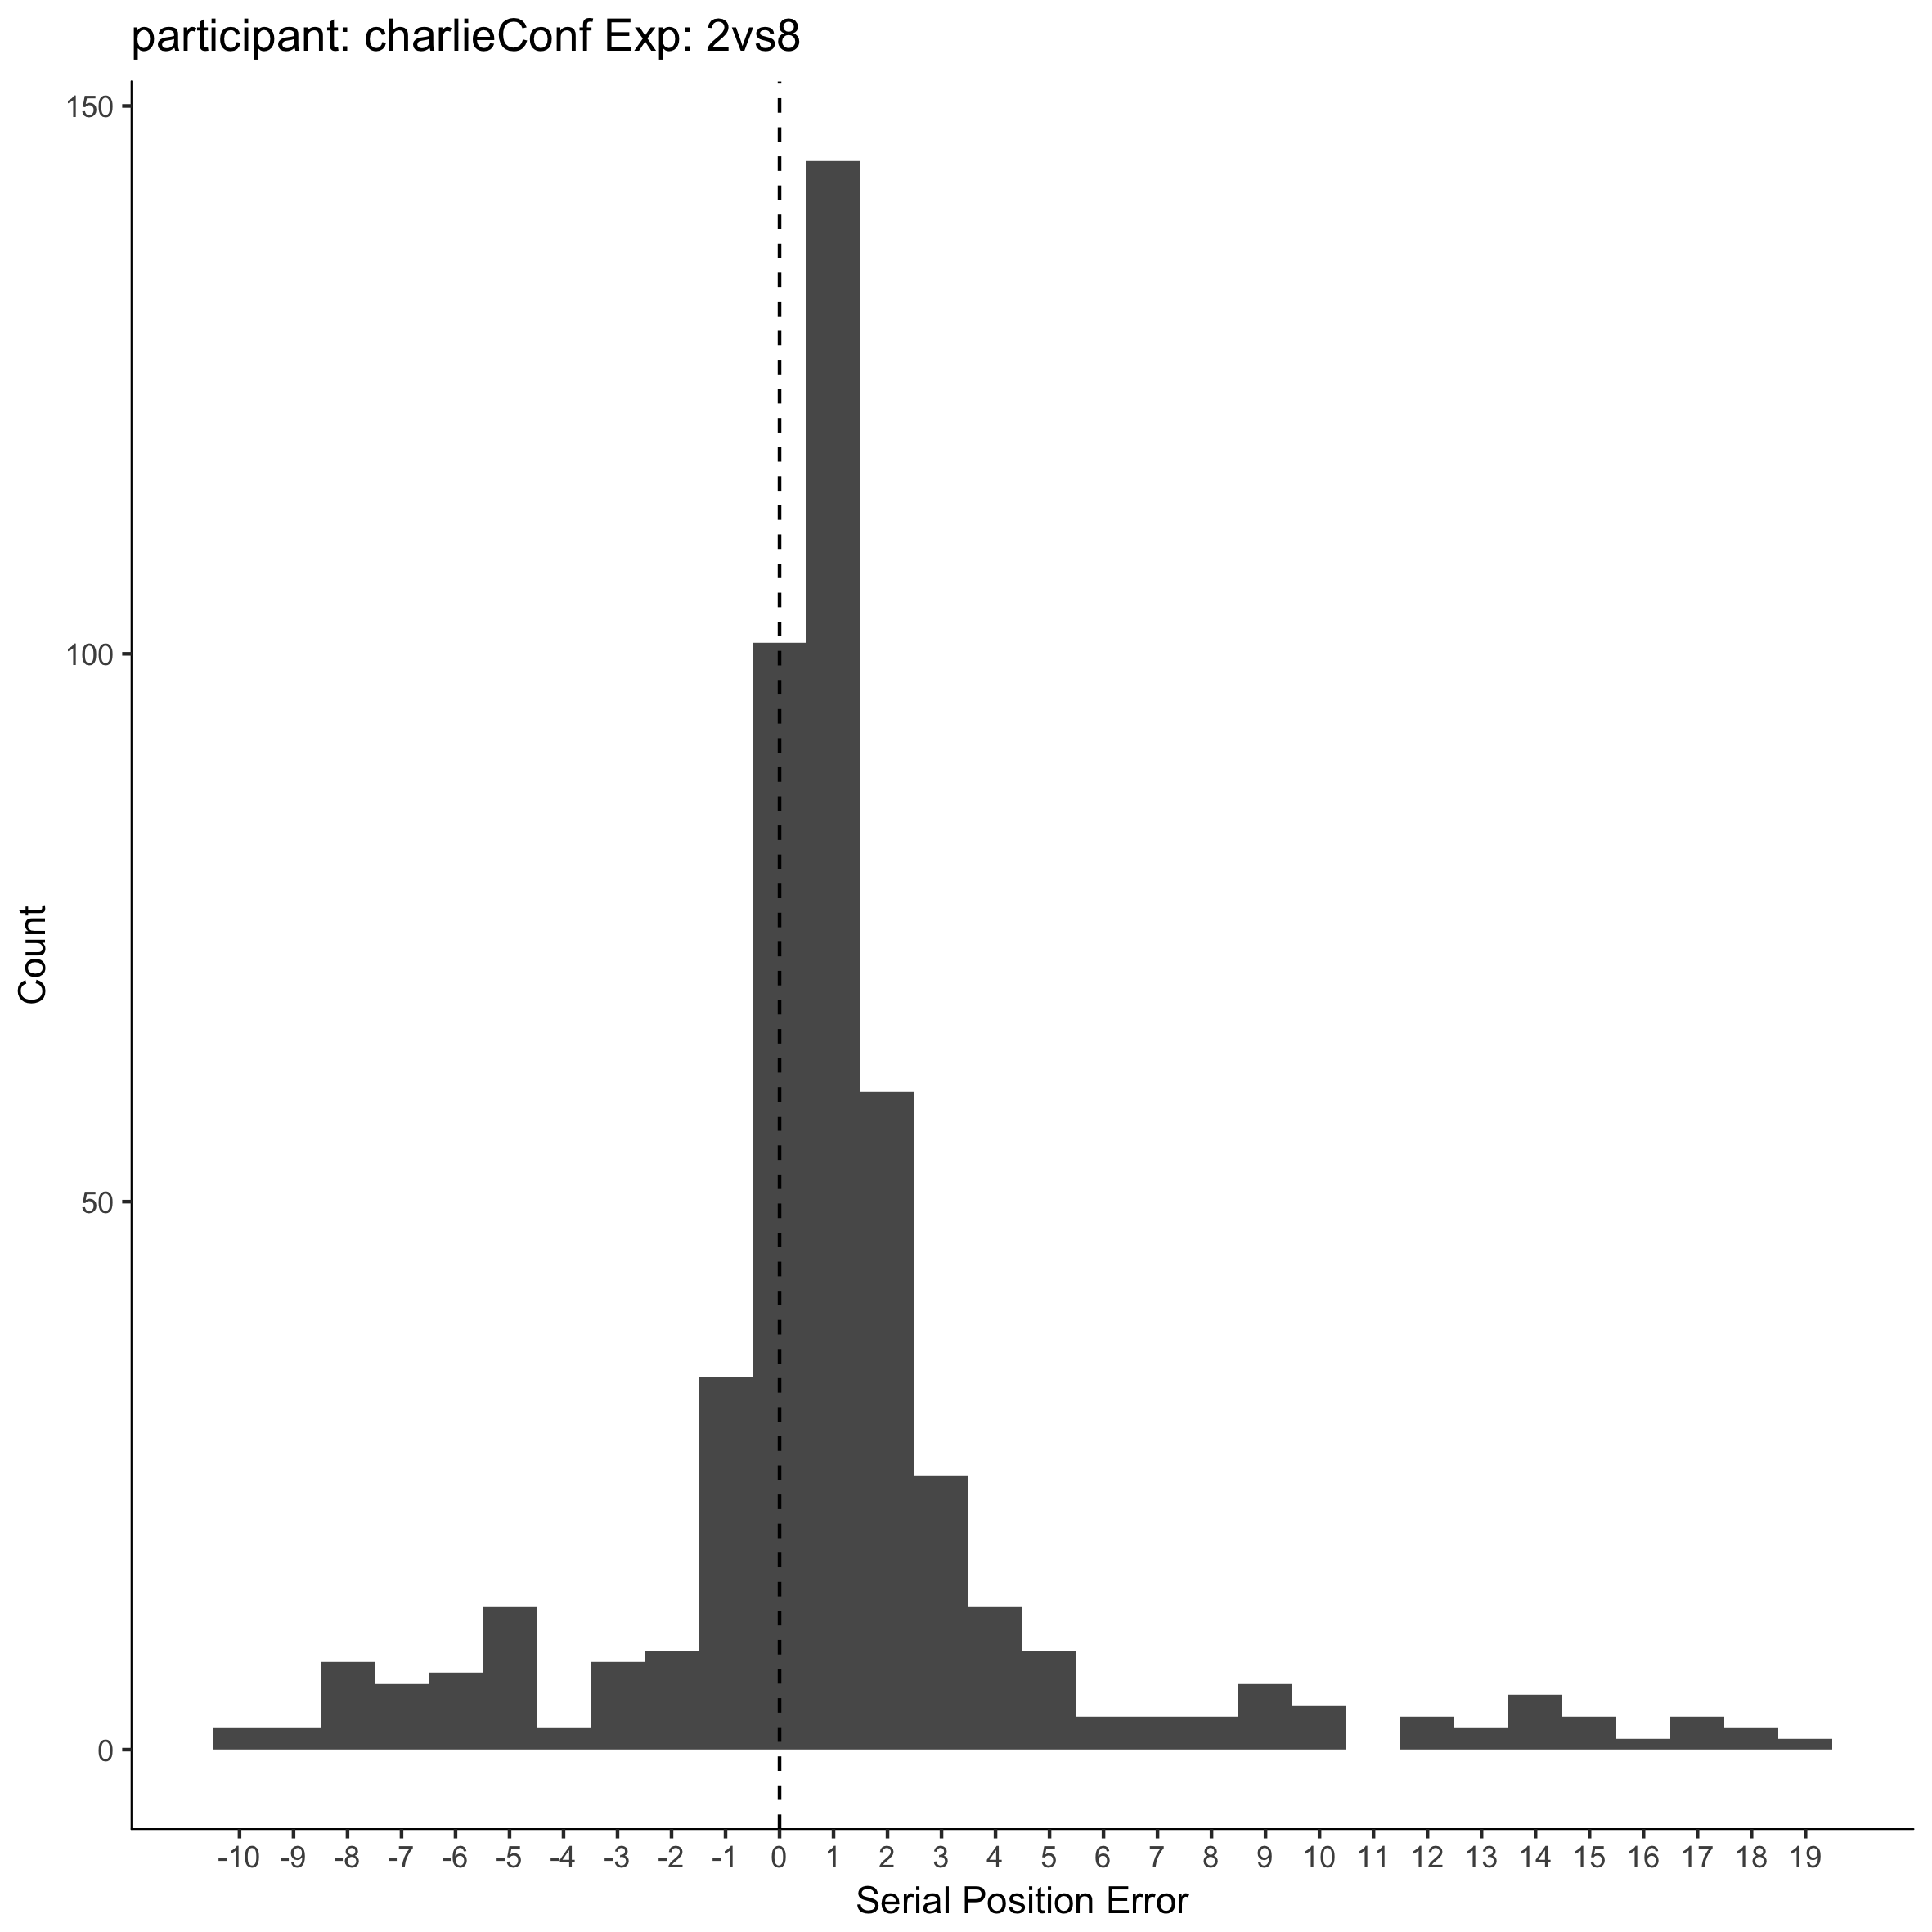 participant: charlieConf Exp: 2vs8
150
100
50
0
Count
-10 -9 -8 -7 -6 -5 -4 -3 -2 -1 0 1 2 3 4 5 6 7 8 9 10 11 12 13 14 15 16 17 18 19
Serial Position Error